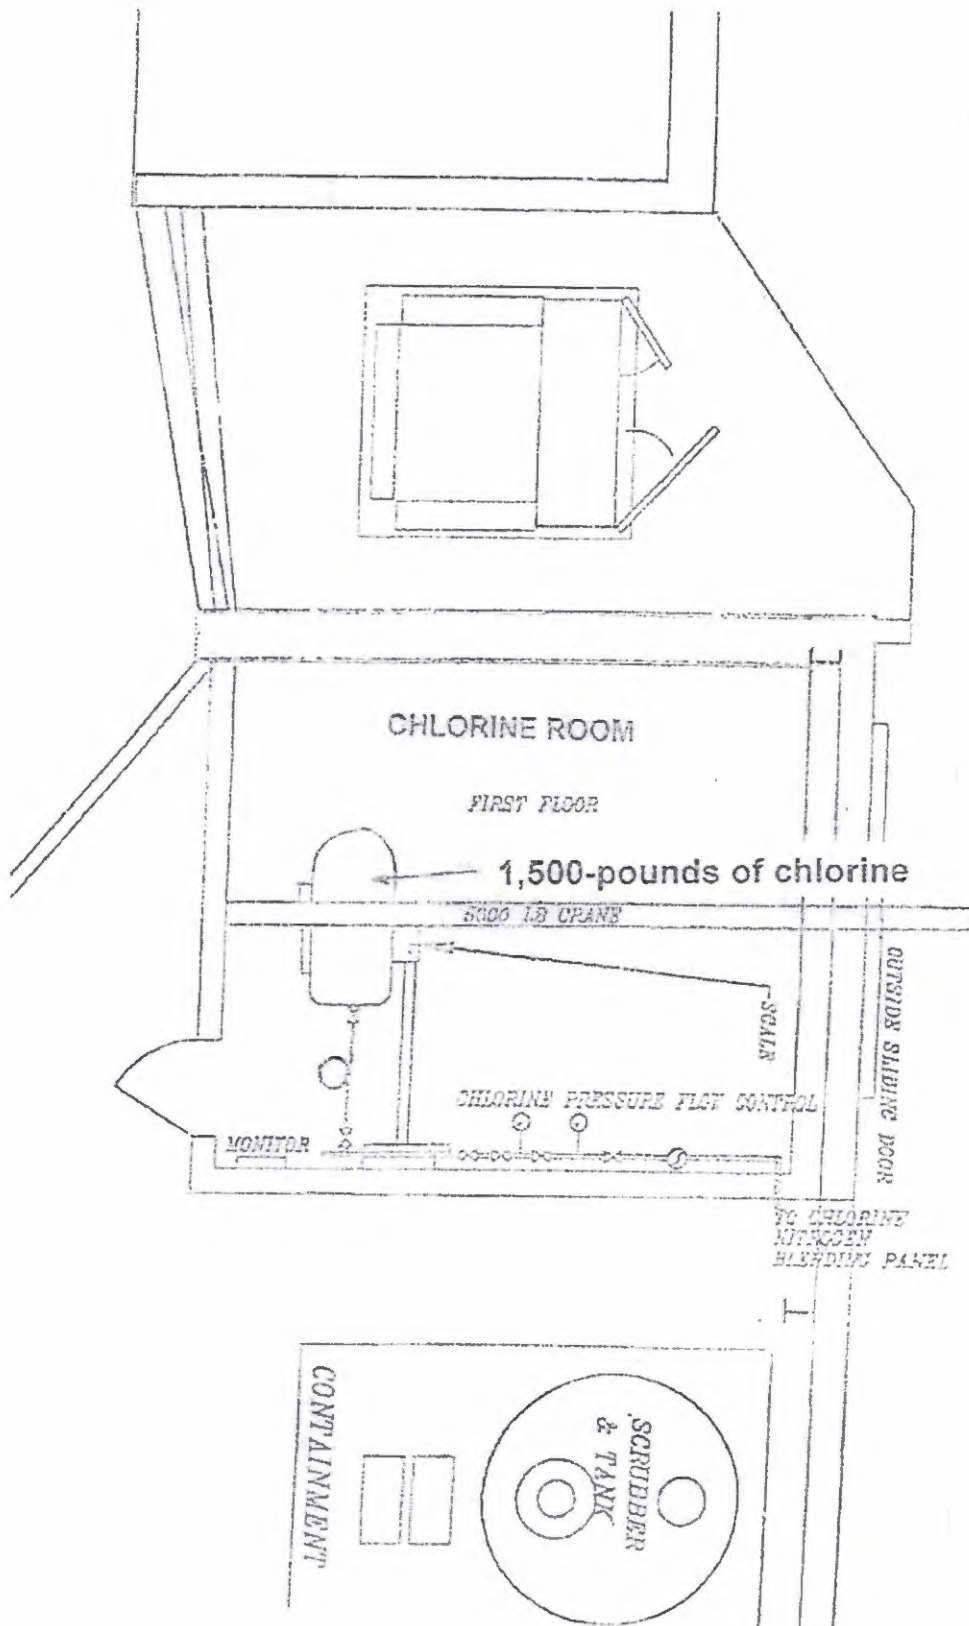 CHLORINE ROOM
FIRST FLOOR
1,500-pounds of chlorine
5000 LB CRANE
SCALE
OUTSIDE SLIDING DOOR
CHLORINE PRESSURE FLOW CONTROL
MONITOR
TO CHLORINE
NITROGEN
BLENDING PANEL
CONTAINMENT
SCRUBBER
& TANK